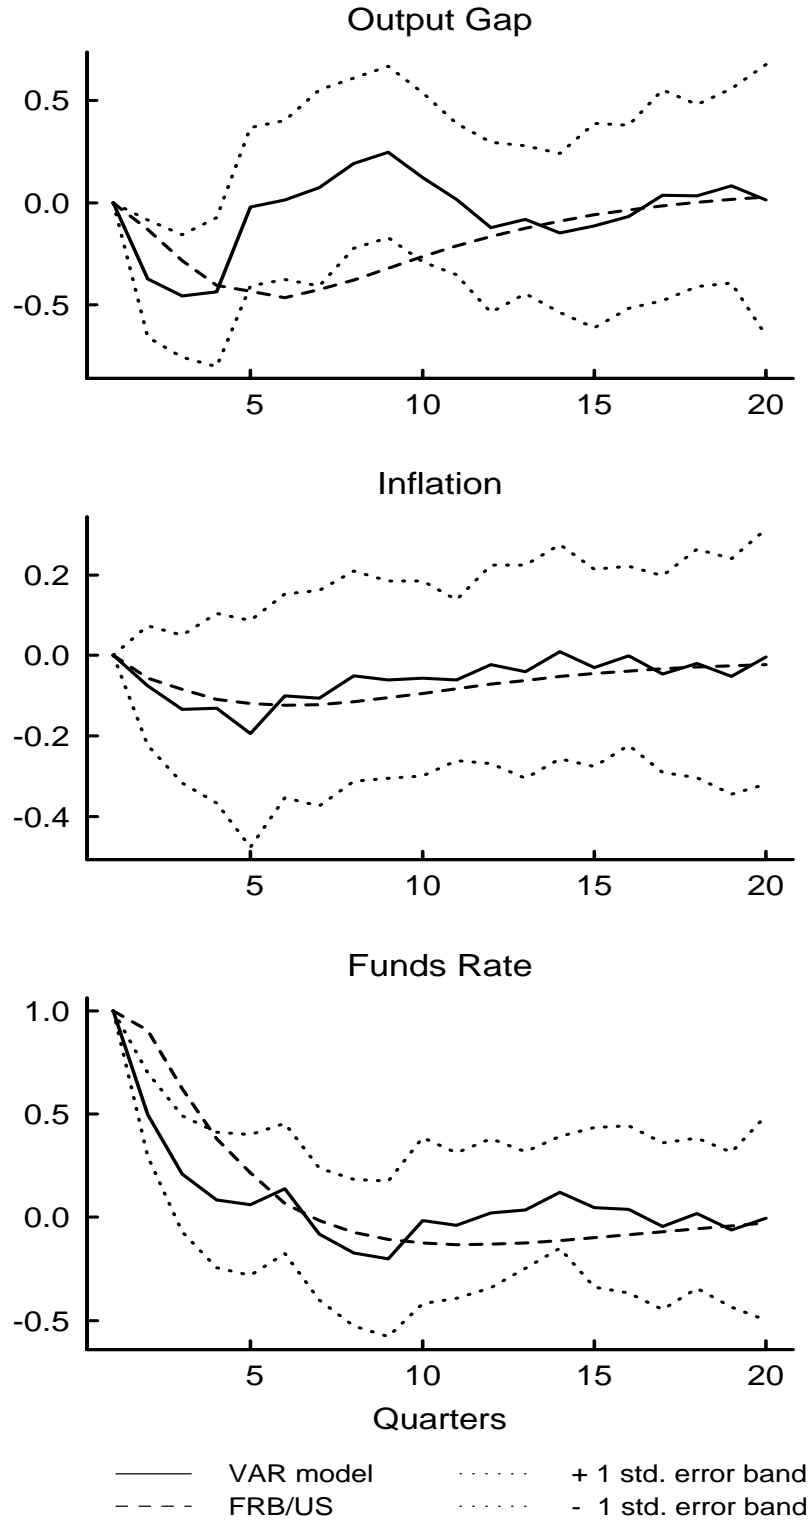 Output Gap
0.5
0.0
-0.5
5 10 15 20
Inflation
0.2
0.0
-0.2
-0.4
5 10 15 20
Funds Rate
1.0
0.5
0.0
-0.5
5 10 15 20
Quarters
VAR model + 1 std. error band
FRB/US - 1 std. error band